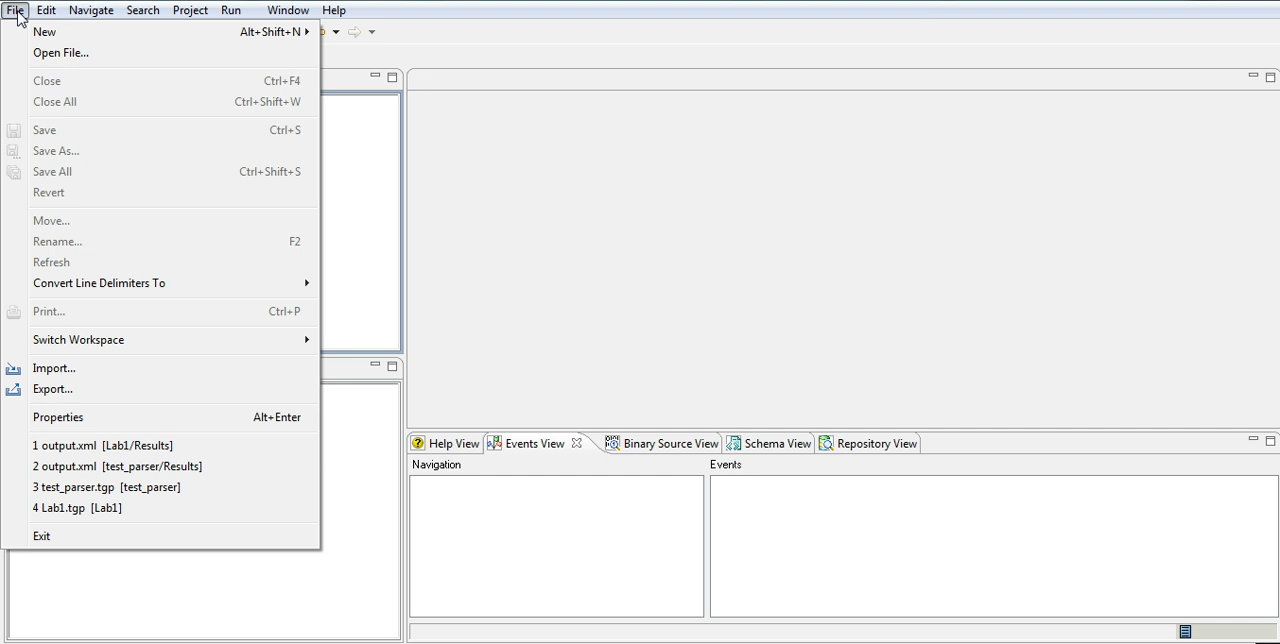 File Edit Navigate Search Project Run Window Help
New Alt+Shift+N
Open File...
Close Ctrl+F4
Close All Ctrl+Shift+W
Save Ctrl+S
Save As...
Save All Ctrl+Shift+S
Revert
Move...
Rename... F2
Refresh
Convert Line Delimiters To
Print... Ctrl+P
Switch Workspace
Import...
Export...
Properties Alt+Enter
1 output.xml [Lab1/Results]
2 output.xml [test_parser/Results]
3 test_parser.tgp [test_parser]
4 Lab1.tgp [Lab1]
Exit
Help View Events View Binary Source View Schema View Repository View
Navigation Events